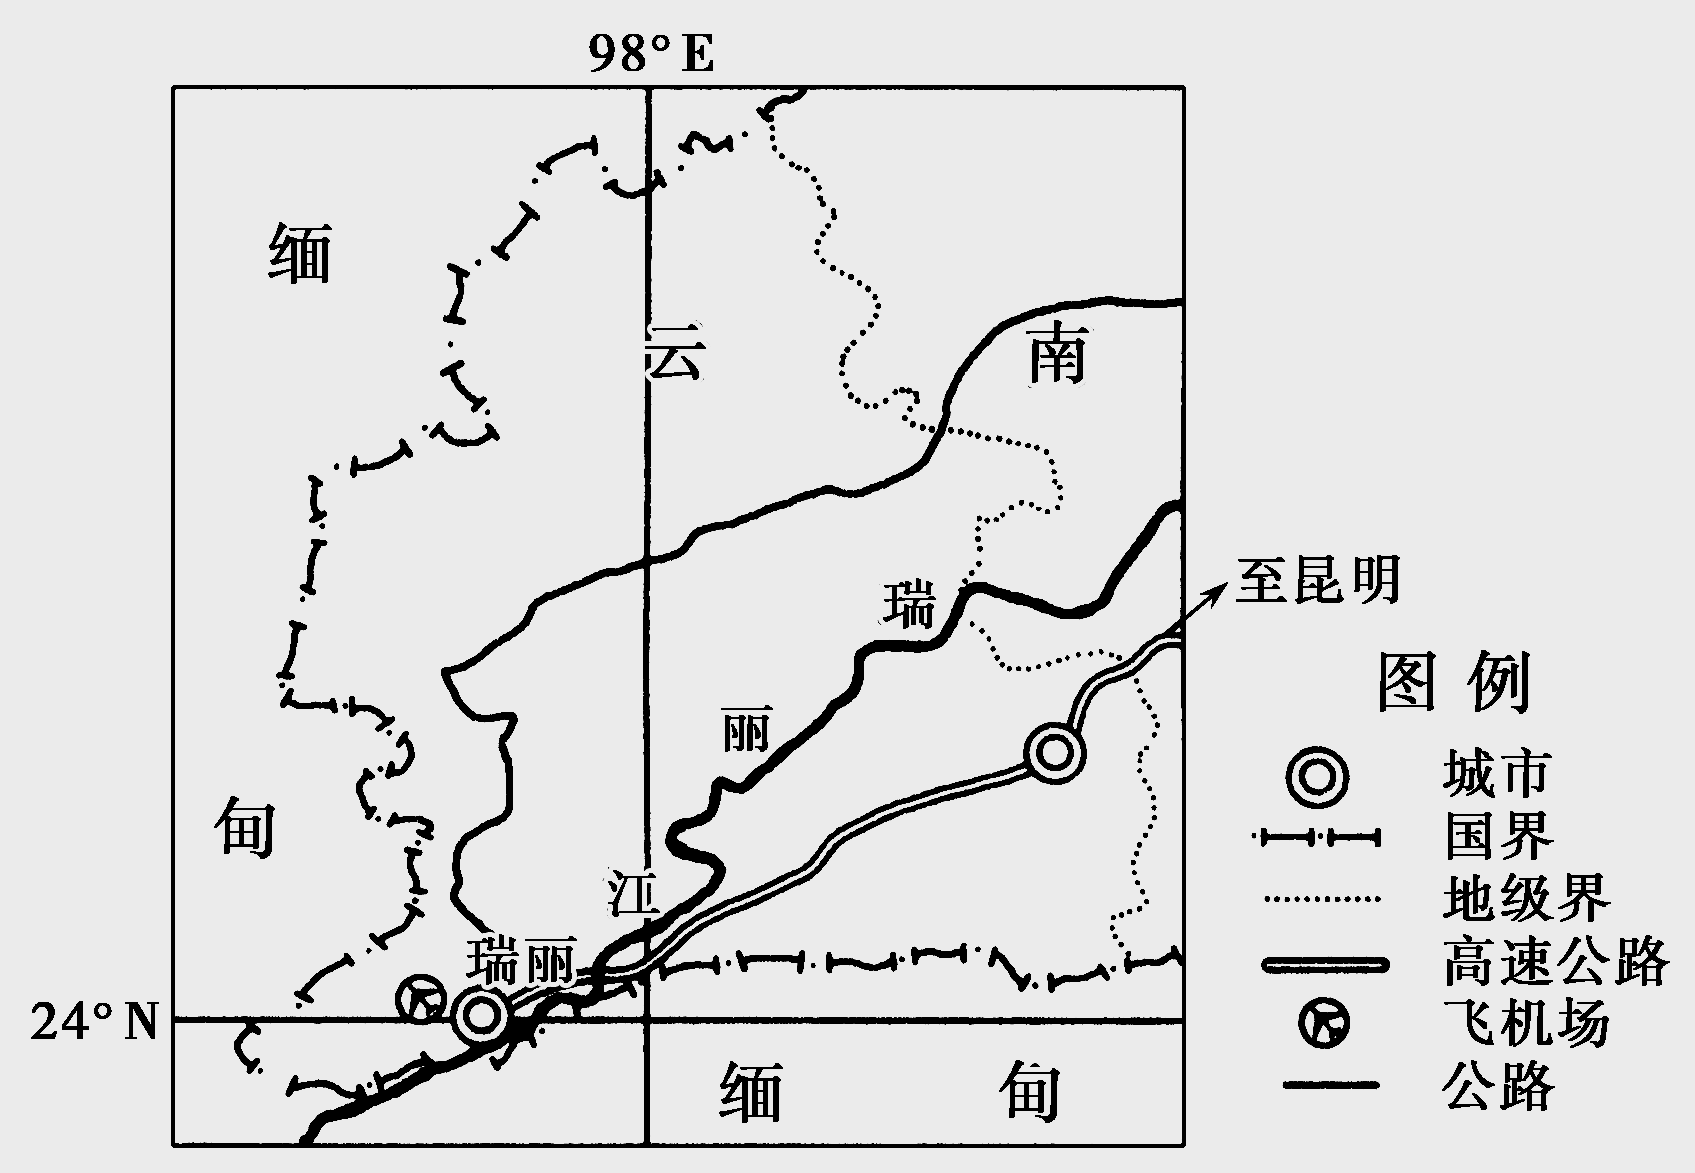 98°E
缅
云
南
瑞
至昆明
丽
缅
甸
江
瑞丽
24°N
缅 甸
图 例
城市
国界
地级界
高速公路
飞机场
公路